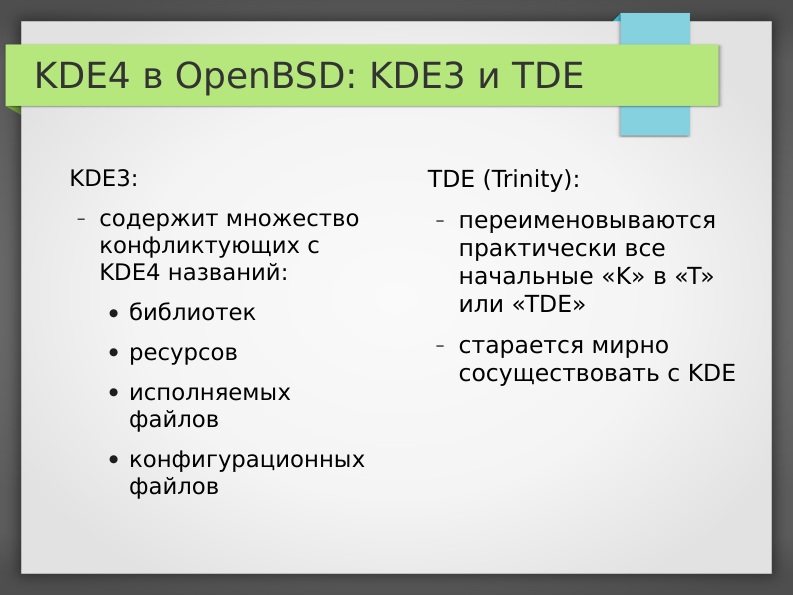 KDE4 в OpenBSD: KDE3 и TDE
KDE3:
– содержит множество
конфликтующих с
KDE4 названий:
• библиотек
• ресурсов
• исполняемых
файлов
• конфигурационных
файлов
TDE (Trinity):
– переименовываются
практически все
начальные «K» в «T»
или «TDE»
– старается мирно
сосуществовать с KDE